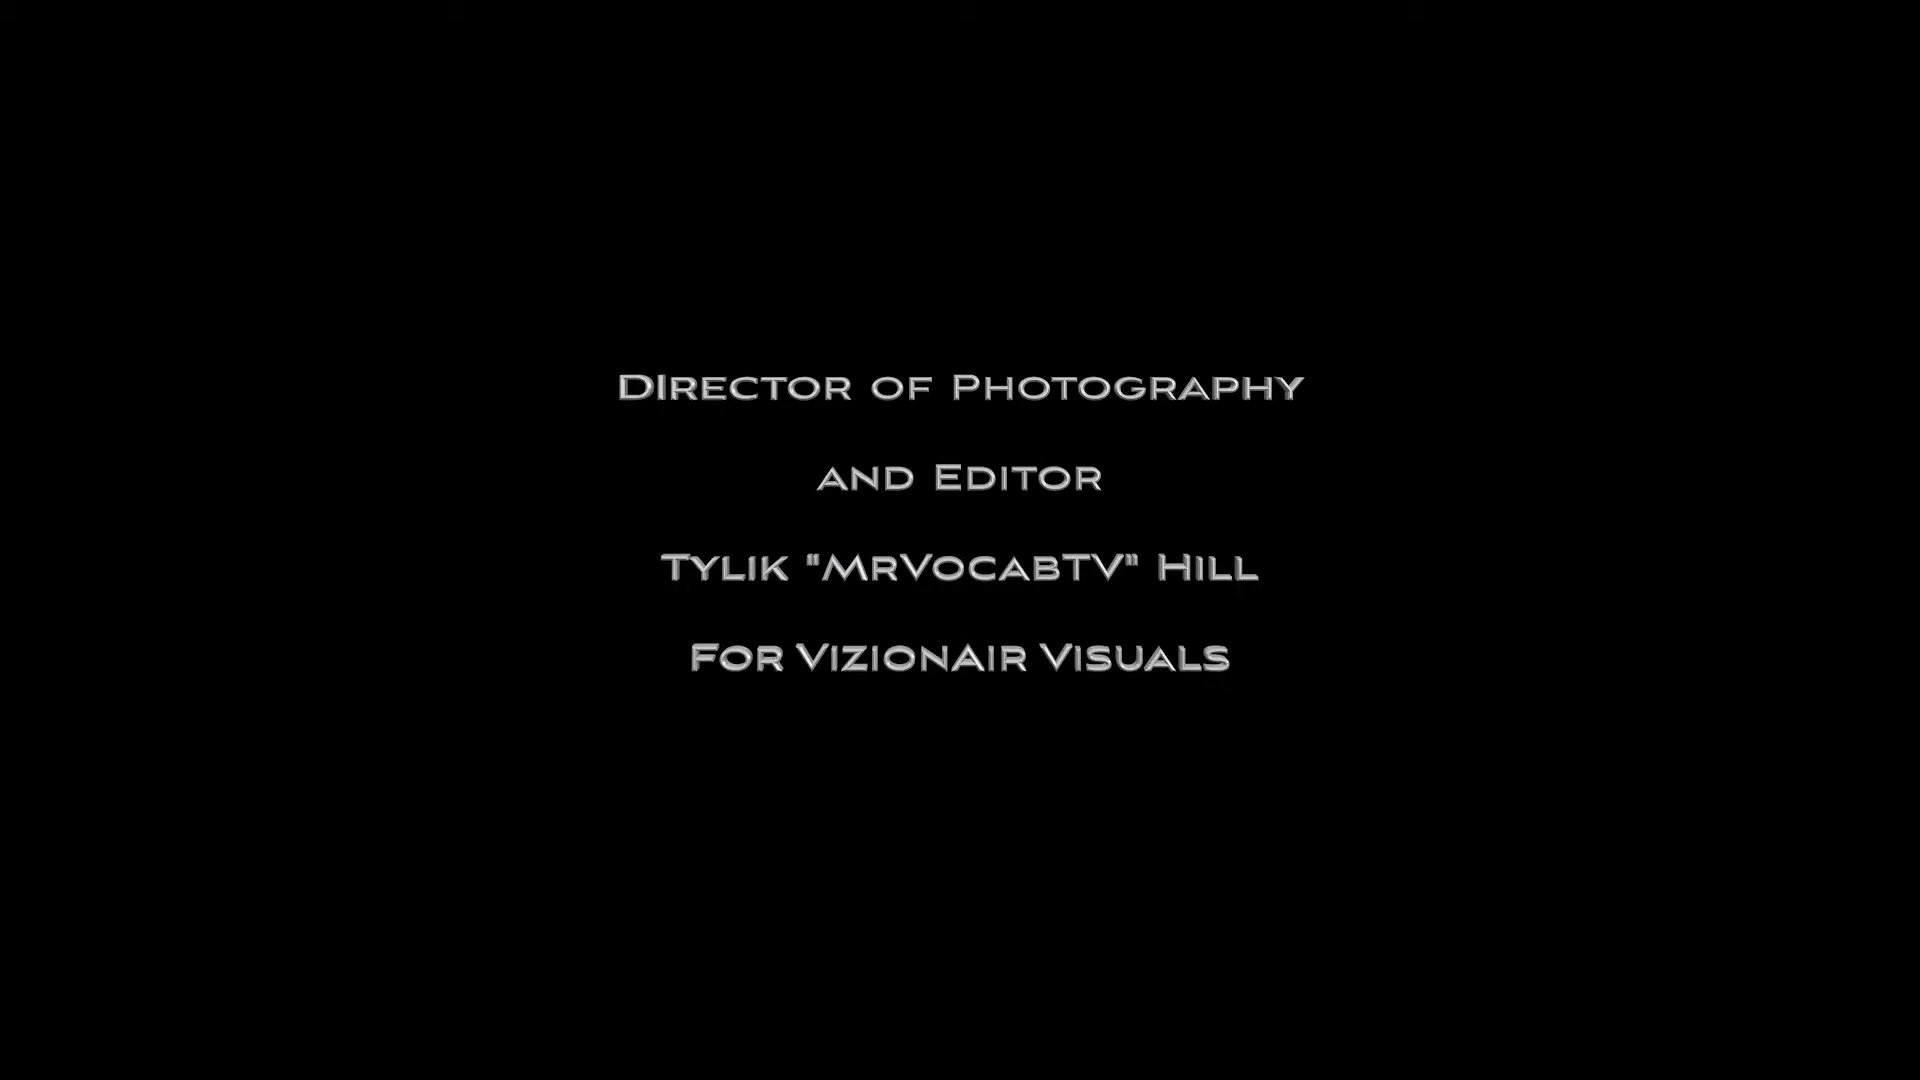 DIrector of Photography
and Editor
Tylik "MrVocabTV" Hill
For VizionAir Visuals